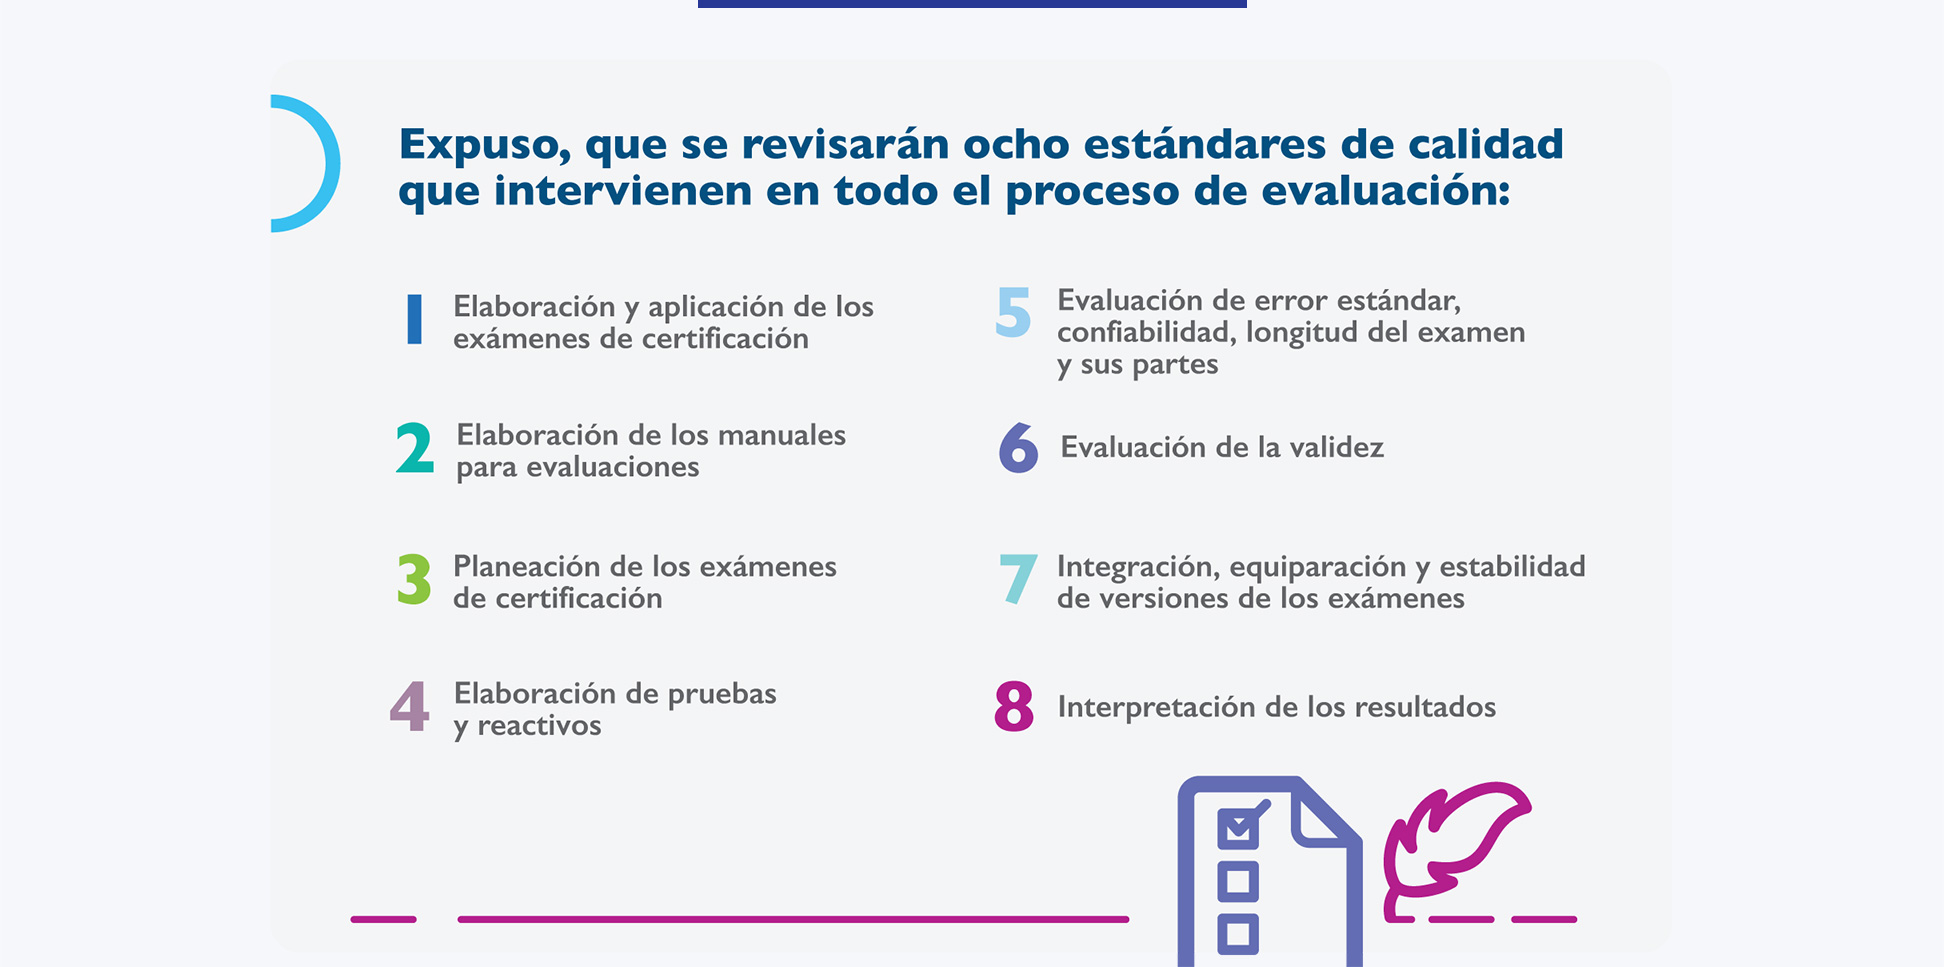 Expuso, que se revisarán ocho estándares de calidad
que intervienen en todo el proceso de evaluación:
1 Elaboración y aplicación de los
exámenes de certificación
2 Elaboración de los manuales
para evaluaciones
3 Planeación de los exámenes
de certificación
4 Elaboración de pruebas
y reactivos
5 Evaluación de error estándar,
confiabilidad, longitud del examen
y sus partes
6 Evaluación de la validez
7 Integración, equiparación y estabilidad
de versiones de los exámenes
8 Interpretación de los resultados